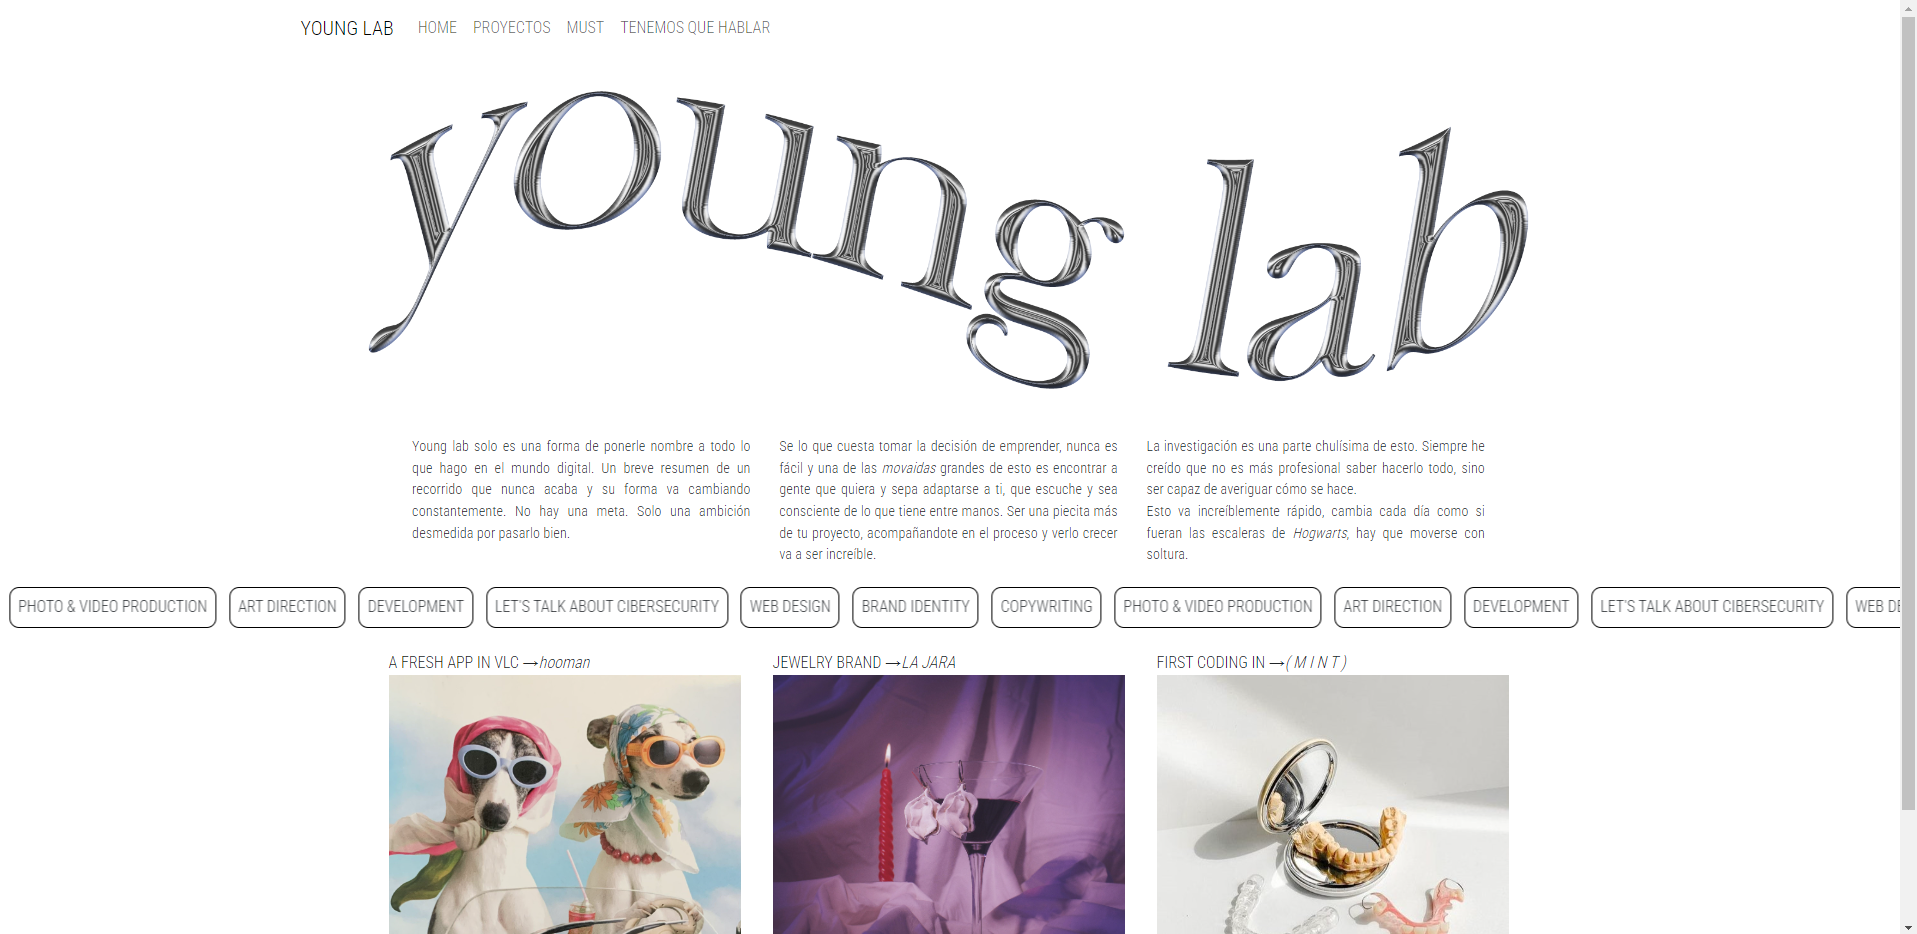 YOUNG LAB HOME PROYECTOS MUST TENEMOS QUE HABLAR
young lab
Young lab solo es una forma de ponerle nombre a todo lo
que hago en el mundo digital. Un breve resumen de un
recorrido que nunca acaba y su forma va cambiando
constantemente. No hay una meta. Solo una ambición
desmedida por pasarlo bien.
Se lo que cuesta tomar la decisión de emprender, nunca es
fácil y una de las movaidas grandes de esto es encontrar a
gente que quiera y sepa adaptarse a ti, que escuche y sea
consciente de lo que tiene entre manos. Ser una piecita más
de tu proyecto, acompañandote en el proceso y verlo crecer
va a ser increíble.
La investigación es una parte chulísima de esto. Siempre he
creído que no es más profesional saber hacerlo todo, sino
ser capaz de averiguar cómo se hace.
Esto va increíblemente rápido, cambia cada día como si
fueran las escaleras de Hogwarts, hay que moverse con
soltura.
PHOTO & VIDEO PRODUCTION ART DIRECTION DEVELOPMENT LET'S TALK ABOUT CIBERSECURITY WEB DESIGN BRAND IDENTITY COPYWRITING PHOTO & VIDEO PRODUCTION ART DIRECTION DEVELOPMENT LET'S TALK ABOUT CIBERSECURITY WEB DE
A FRESH APP IN VLC →hooman
JEWELRY BRAND →LA JARA
FIRST CODING IN →( M I N T )